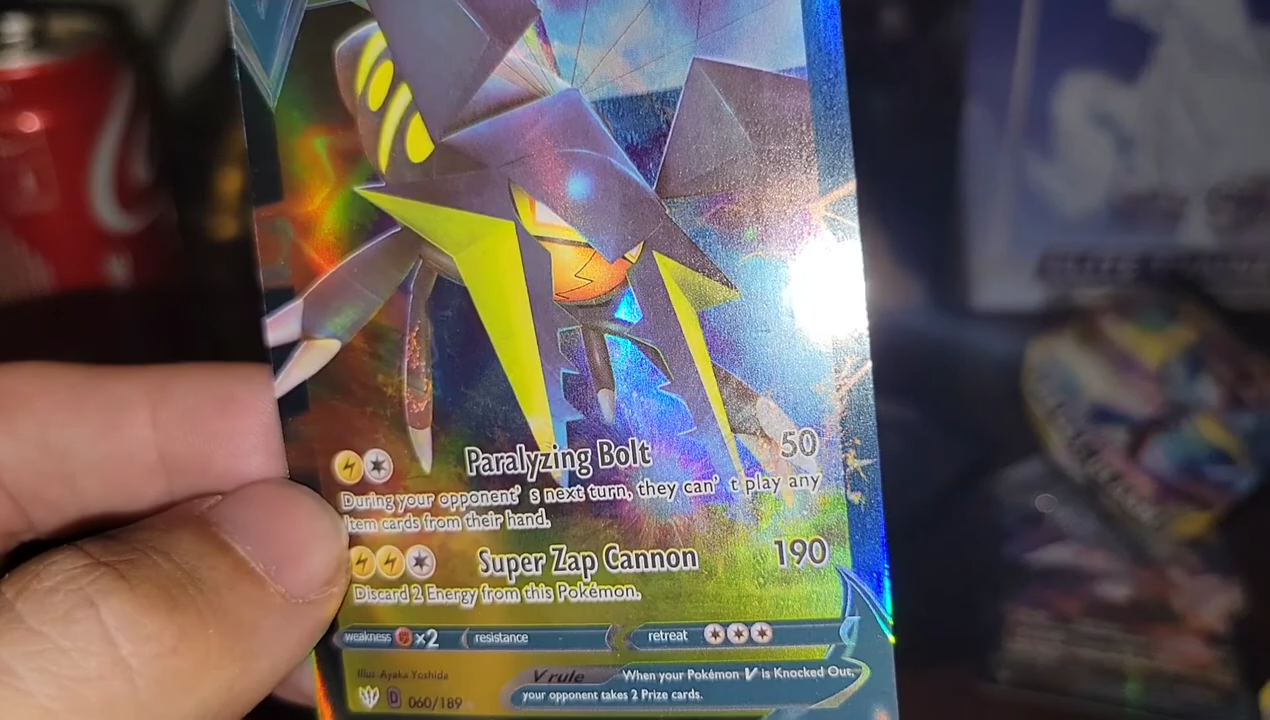 Paralyzing Bolt 50
During your opponent' s next turn, they can' t play any
Item cards from their hand.
Super Zap Cannon 190
Discard 2 Energy from this Pokémon.
weakness x2 resistance retreat
Illus. Ayaka Yoshida
V rule When your Pokémon V is Knocked Out,
your opponent takes 2 Prize cards.
D 060/189